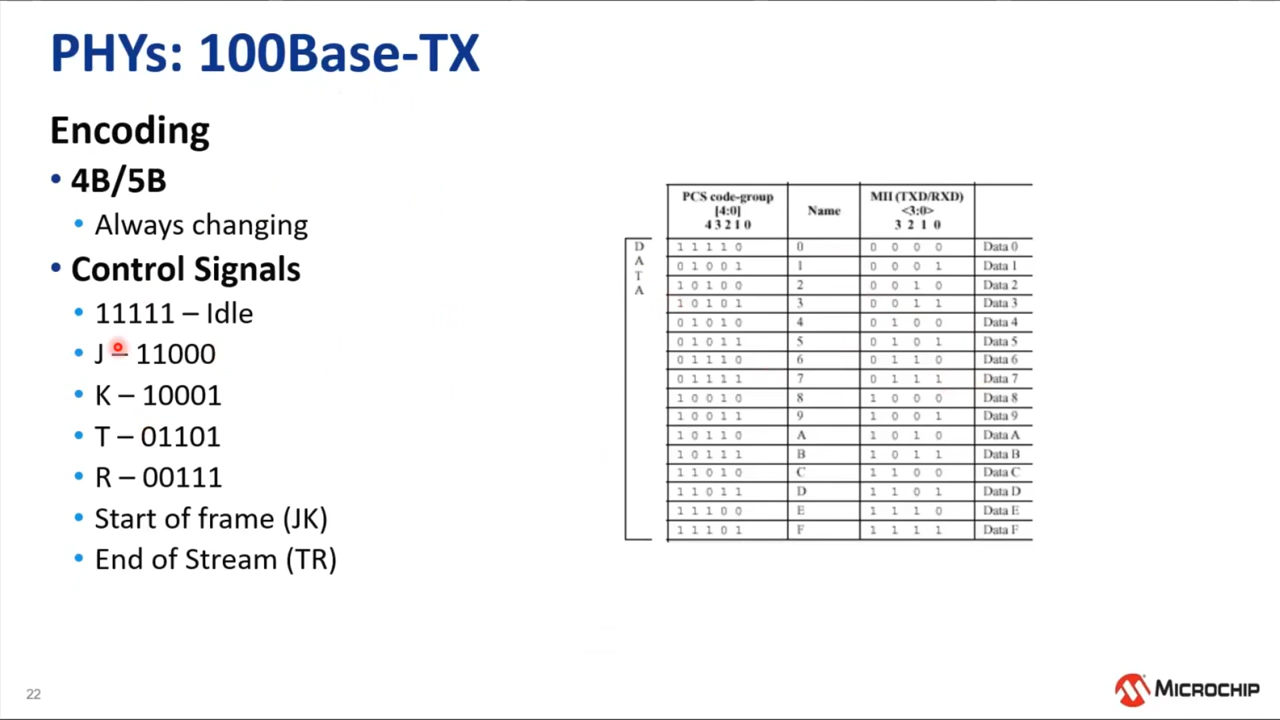 PHYs: 100Base-TX
Encoding
• 4B/5B
• Always changing
• Control Signals
• 11111 – Idle
• J – 11000
• K – 10001
• T – 01101
• R – 00111
• Start of frame (JK)
• End of Stream (TR)
PCS code-group
[4:0]
4 3 2 1 0
Name
MII (TXD/RXD)
<3:0>
3 2 1 0
D
A
T
A
1 1 1 1 0 0 0 0 0 0 Data 0
0 1 0 0 1 1 0 0 0 1 Data 1
1 0 1 0 0 2 0 0 1 0 Data 2
1 0 1 0 1 3 0 0 1 1 Data 3
0 1 0 1 0 4 0 1 0 0 Data 4
0 1 0 1 1 5 0 1 0 1 Data 5
0 1 1 1 0 6 0 1 1 0 Data 6
0 1 1 1 1 7 0 1 1 1 Data 7
1 0 0 1 0 8 1 0 0 0 Data 8
1 0 0 1 1 9 1 0 0 1 Data 9
1 0 1 1 0 A 1 0 1 0 Data A
1 0 1 1 1 B 1 0 1 1 Data B
1 1 0 1 0 C 1 1 0 0 Data C
1 1 0 1 1 D 1 1 0 1 Data D
1 1 1 0 0 E 1 1 1 0 Data E
1 1 1 0 1 F 1 1 1 1 Data F
22
MICROCHIP